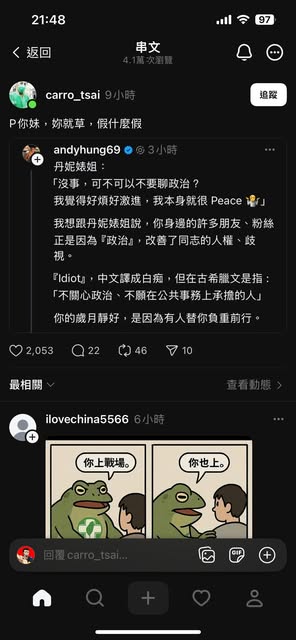 21:48
97
返回
串文
4.1萬 次瀏覽
carro_tsai 9小時
追蹤
P你妹，妳就草，假什麼假
andyhung69 3小時
丹妮婊姐：
「沒事，可不可以不要聊政治？
我覺得好煩好激進，我本身就很 Peace 」
我想跟丹妮婊姐說，你身邊的許多朋友、粉絲
正是因為『政治』，改善了同志的人權、歧
視。
『Idiot』，中文譯成白痴，但在古希臘文是指：
「不關心政治、不願在公共事務上承擔的人」
你的歲月靜好，是因為有人替你負重前行。
2,053 22 46 10
最相關
查看動態
ilovechina5566 6小時
你上戰場。
你也上。
回覆 carro_tsai...
GIF